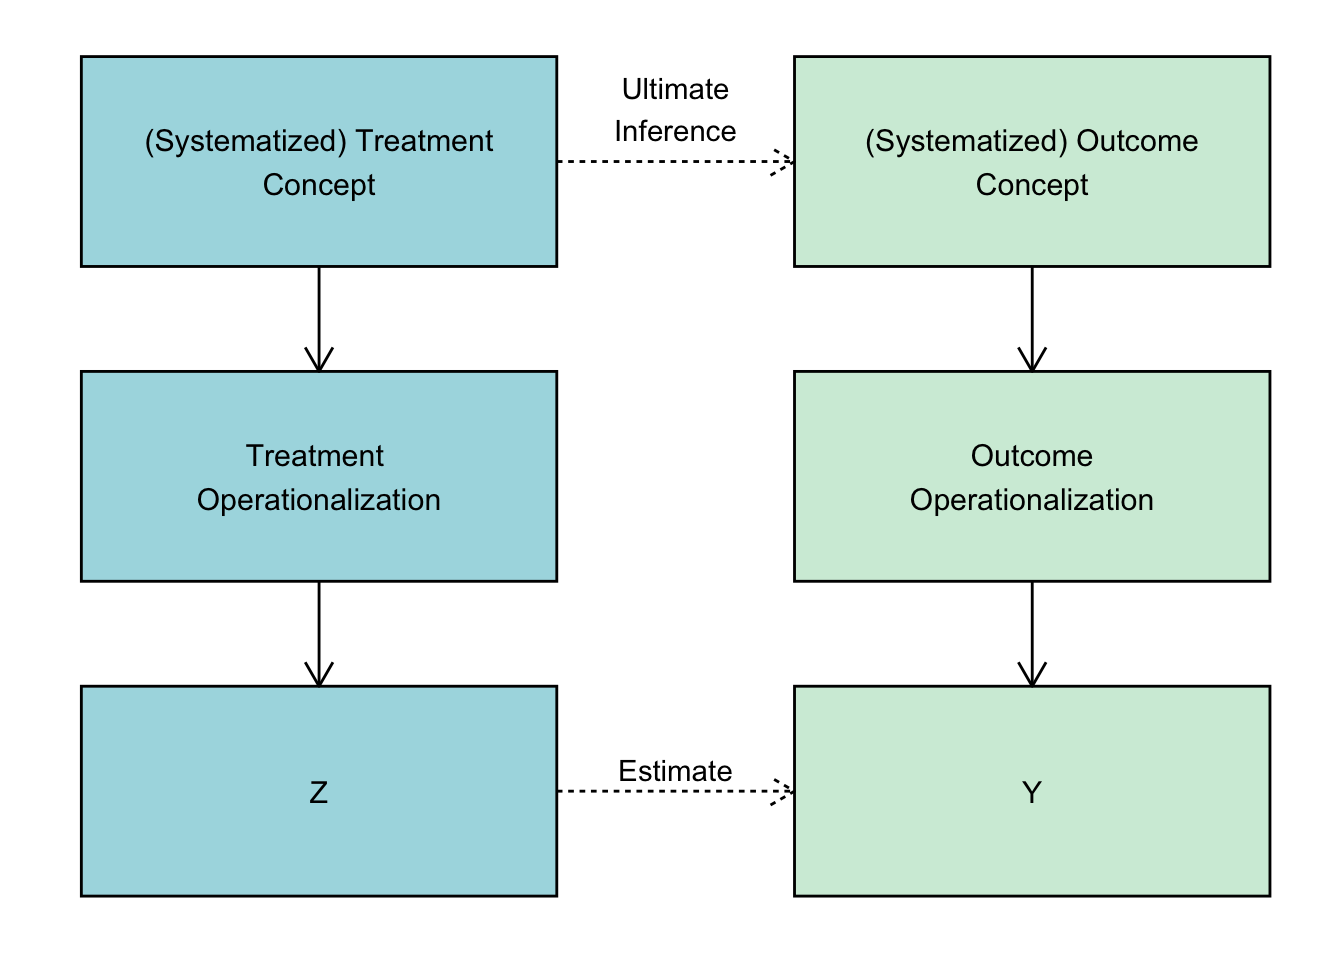 (Systematized) Treatment
Concept
Ultimate
Inference
(Systematized) Outcome
Concept
Treatment
Operationalization
Outcome
Operationalization
Z
Estimate
Y